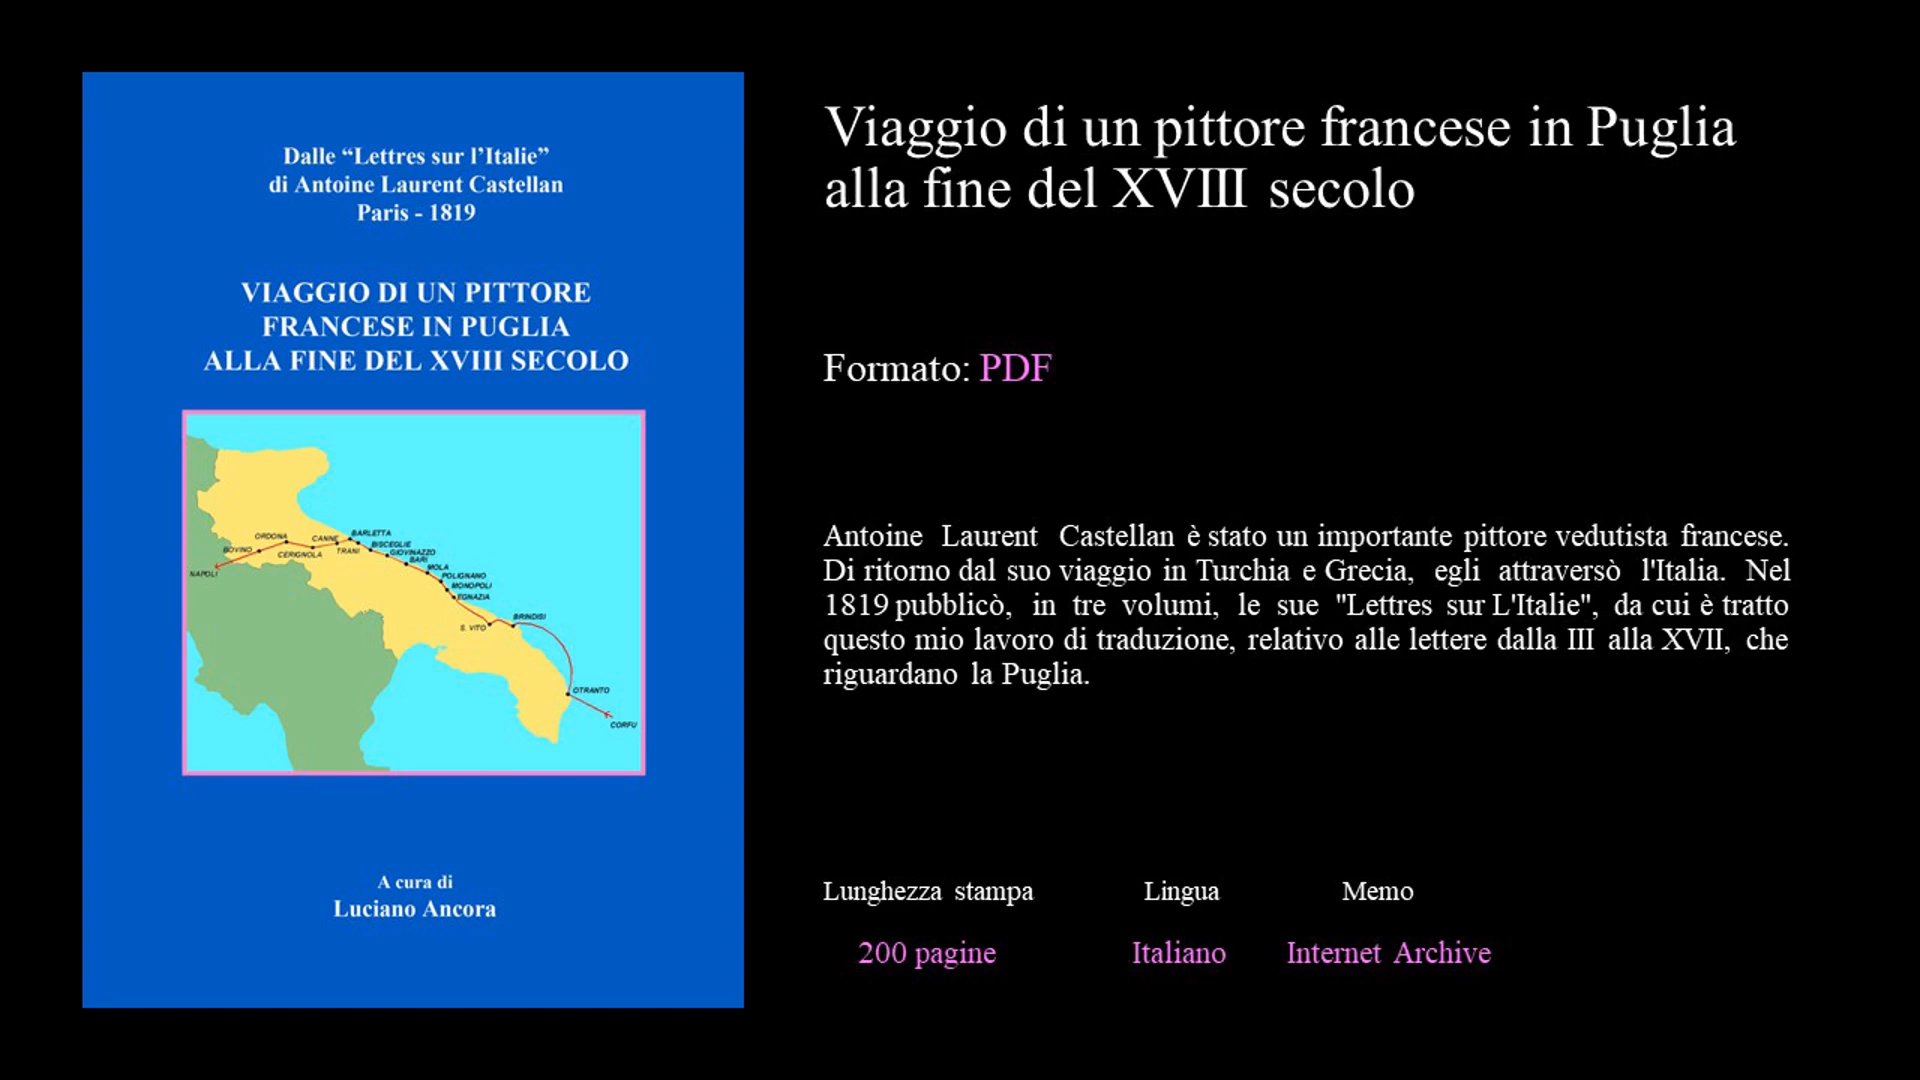 Dalle “Lettres sur l’Italie”
di Antoine Laurent Castellan
Paris - 1819
VIAGGIO DI UN PITTORE
FRANCESE IN PUGLIA
ALLA FINE DEL XVIII SECOLO
BARLETTA
ORDONA
CANNE
BISCEGLIE
BOVINO
CERIGNOLA
TRANI
GIOVINAZZO
BARI
MOLA
NAPOLI
POLIGNANO
MONOPOLI
EGNAZIA
BRINDISI
S. VITO
OTRANTO
CORFU
A cura di
Luciano Ancora
Viaggio di un pittore francese in Puglia
alla fine del XVIII secolo
Formato: PDF
Antoine Laurent Castellan è stato un importante pittore vedutista francese.
Di ritorno dal suo viaggio in Turchia e Grecia, egli attraversò l'Italia. Nel
1819 pubblicò, in tre volumi, le sue "Lettres sur L'Italie", da cui è tratto
questo mio lavoro di traduzione, relativo alle lettere dalla III alla XVII, che
riguardano la Puglia.
Lunghezza stampa Lingua Memo
200 pagine Italiano Internet Archive